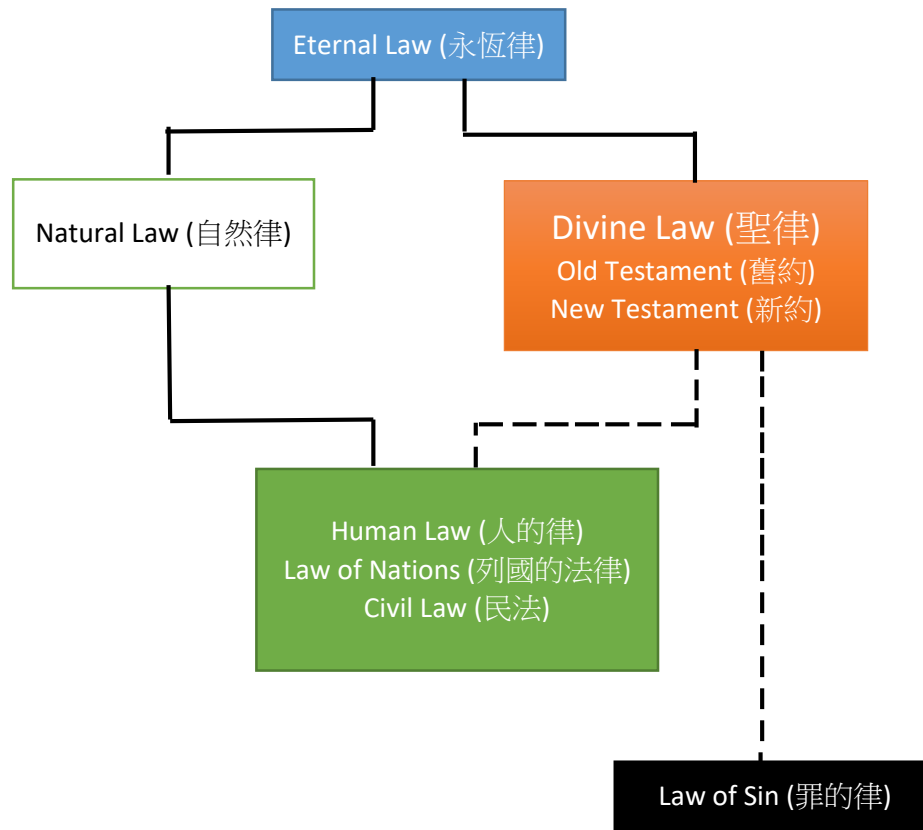 Eternal Law (永恆律)
Natural Law (自然律)
Divine Law (聖律)
Old Testament (舊約)
New Testament (新約)
Human Law (人的律)
Law of Nations (列國的法律)
Civil Law (民法)
Law of Sin (罪的律)